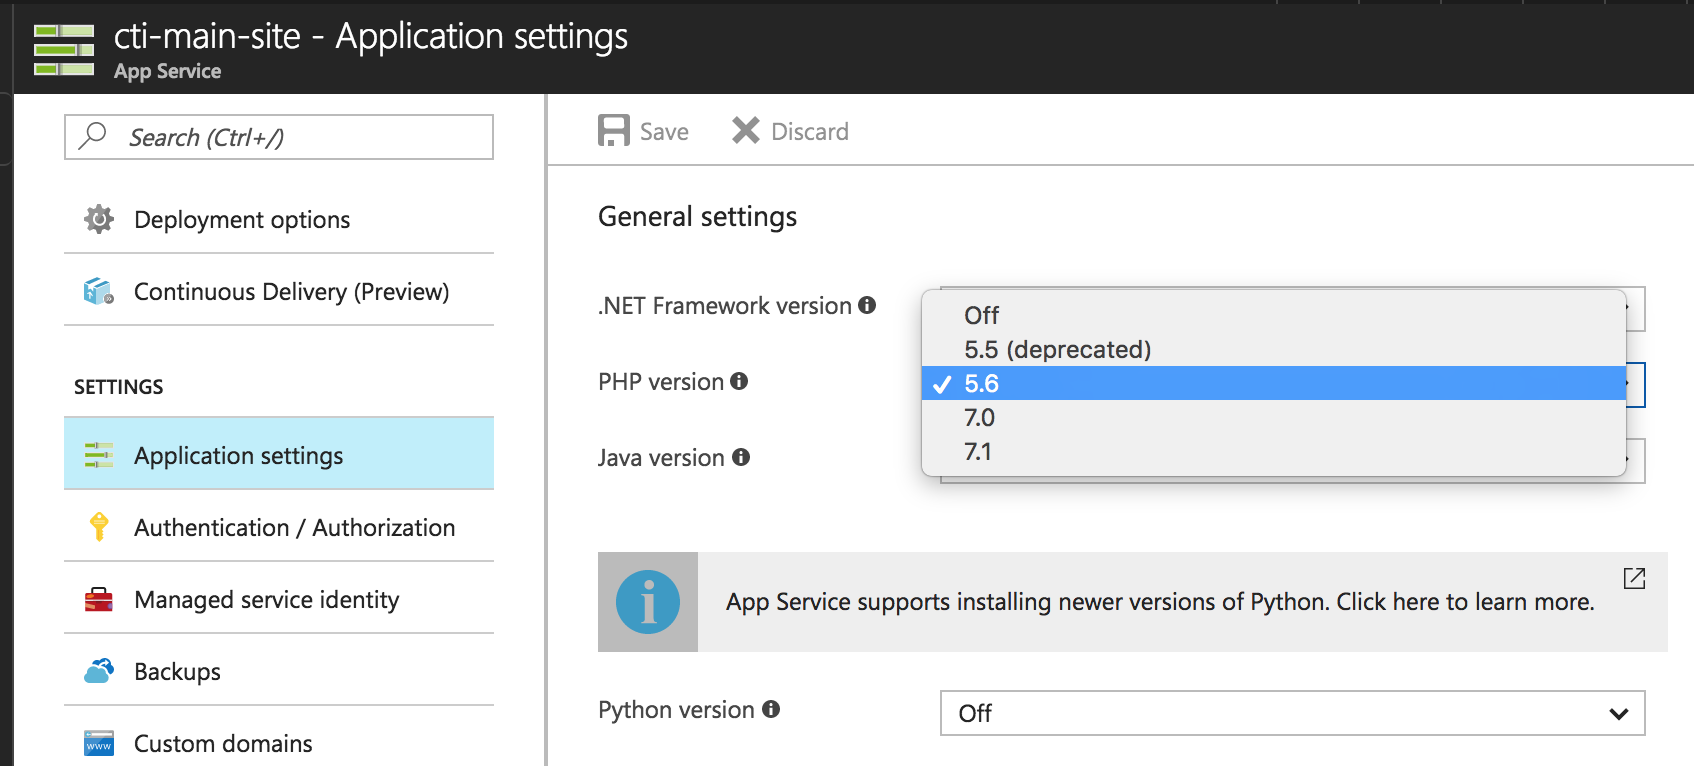 cti-main-site - Application settings
App Service
Search (Ctrl+/)
Deployment options
Continuous Delivery (Preview)
SETTINGS
Application settings
Authentication / Authorization
Managed service identity
Backups
www
Custom domains
Save
Discard
General settings
.NET Framework version
PHP version
Java version
Off
5.5 (deprecated)
5.6
7.0
7.1
App Service supports installing newer versions of Python. Click here to learn more.
Python version
Off